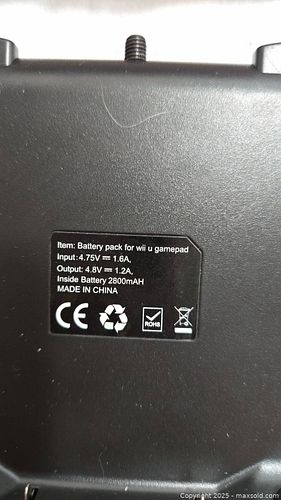 Item: Battery pack for wii u gamepad
Input: 4.75V⎓1.6A,
Output: 4.8V⎓1.2A,
Inside Battery 2800mAH
MADE IN CHINA
CE
ROHS
Copyright © 2025 - maxsold.com